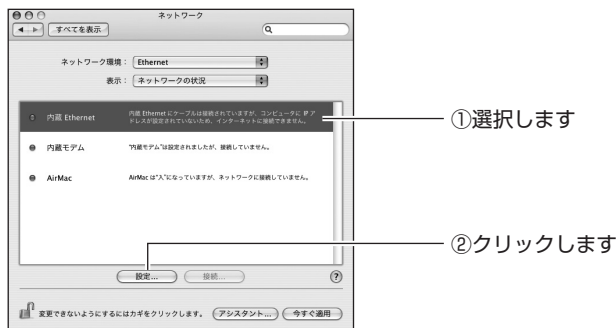 ネットワーク
すべてを表示
ネットワーク環境: Ethernet
表示: ネットワークの状況
内蔵 Ethernet
内蔵 Ethernet にケーブルは接続されていますが、コンピュータに IP ア
ドレスが設定されていないため、インターネットに接続できません。
①選択します
内蔵モデム
"内蔵モデム"は設定されましたが、接続していません。
AirMac
AirMac は"入"になっていますが、ネットワークに接続していません。
②クリックします
設定... 接続... ?
変更できないようにするにはカギをクリックします。 アシスタント... 今すぐ適用